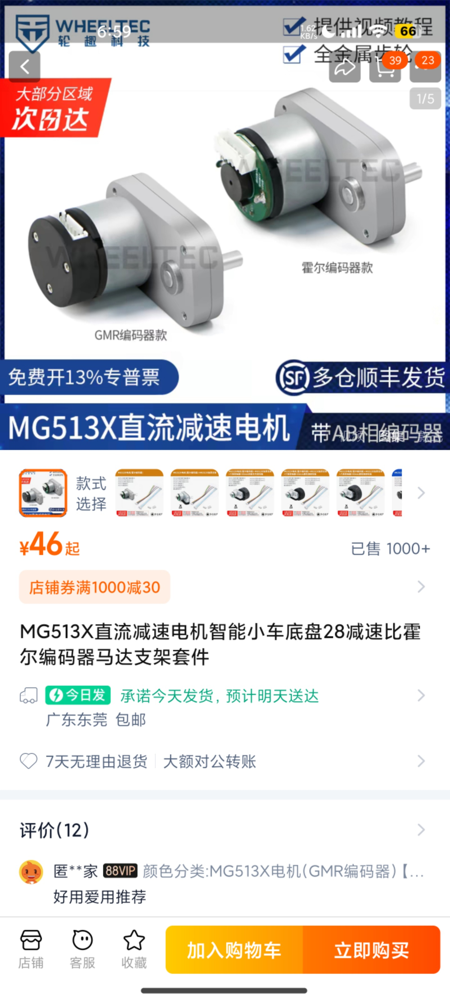 WHEELTEC
轮趣科技
6:59
1.62
KB/s
66
提供视频教程
全金属齿轮
39
23
1/5
大部分区域
次日达
WHEELTEC
霍尔编码器款
WHEELTEC
GMR编码器款
免费开13%专普票
SF
多仓顺丰发货
MG513X直流减速电机
带AB相编码器
图集
款式
选择
¥46起
已售 1000+
店铺券满1000减30
MG513X直流减速电机智能小车底盘28减速比霍
尔编码器马达支架套件
今日发
承诺今天发货, 预计明天送达
广东东莞 包邮
7天无理由退货
大额对公转账
评价(12)
匿**家 88VIP 颜色分类:MG513X电机(GMR编码器)【...
好用爱用推荐
店铺
客服
收藏
加入购物车
立即购买